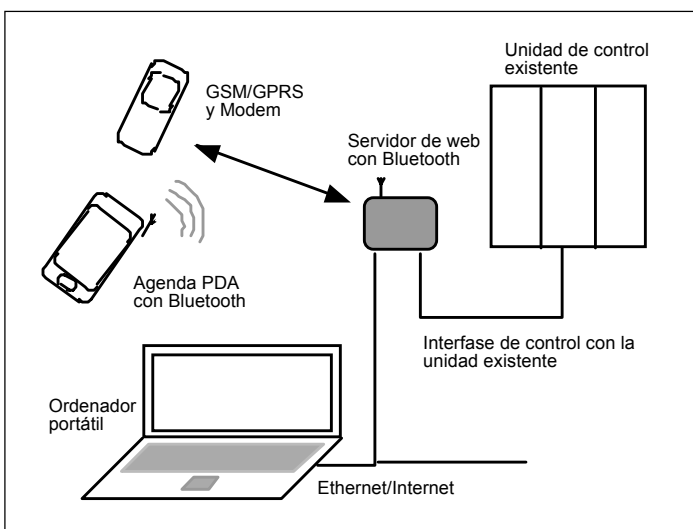 Unidad de control
existente
GSM/GPRS
y Modem
Servidor de web
con Bluetooth
Agenda PDA
con Bluetooth
Interfase de control con la
unidad existente
Ordenador
portátil
Ethernet/Internet